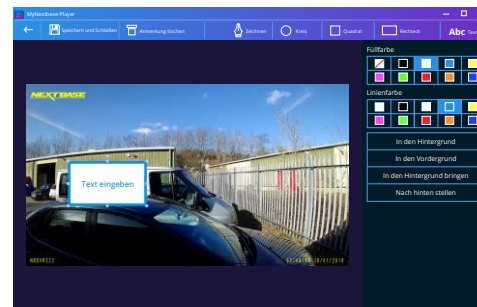 MyNextbase-Player
Speichern und Schließen
Anmerkung löschen
Zeichnen
Kreis
Quadrat
Rechteck
Abc Text
Füllfarbe
NEXTBASE
Linienfarbe
In den Hintergrund
In den Vordergrund
In den Hintergrund bringen
Nach hinten stellen
Text eingeben